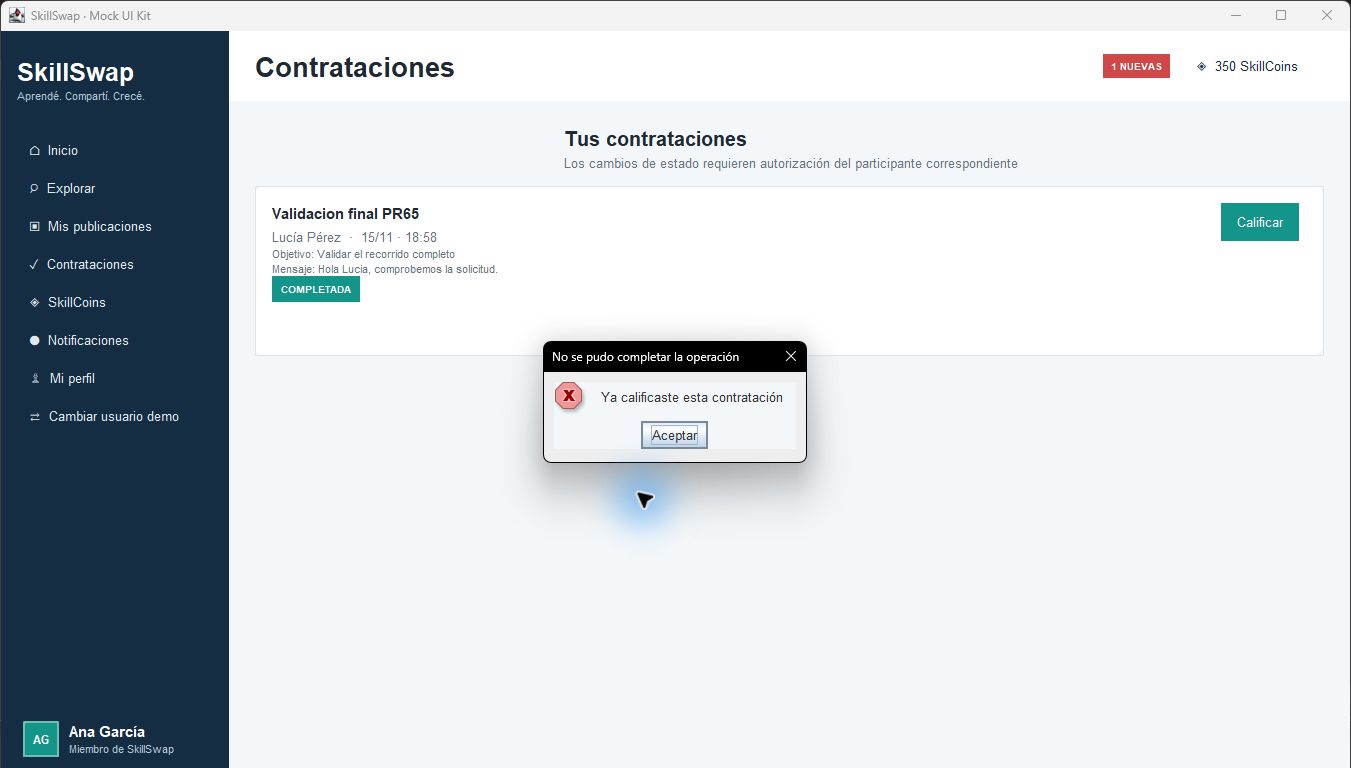 SkillSwap · Mock UI Kit
SkillSwap
Aprendé. Compartí. Crecé.
Inicio
Explorar
Mis publicaciones
Contrataciones
SkillCoins
Notificaciones
Mi perfil
Cambiar usuario demo
AG
Ana García
Miembro de SkillSwap
Contrataciones
1 NUEVAS
350 SkillCoins
Tus contrataciones
Los cambios de estado requieren autorización del participante correspondiente
Validacion final PR65
Lucía Pérez · 15/11 · 18:58
Objetivo: Validar el recorrido completo
Mensaje: Hola Lucia, comprobemos la solicitud.
COMPLETADA
Calificar
No se pudo completar la operación
X
Ya calificaste esta contratación
Aceptar